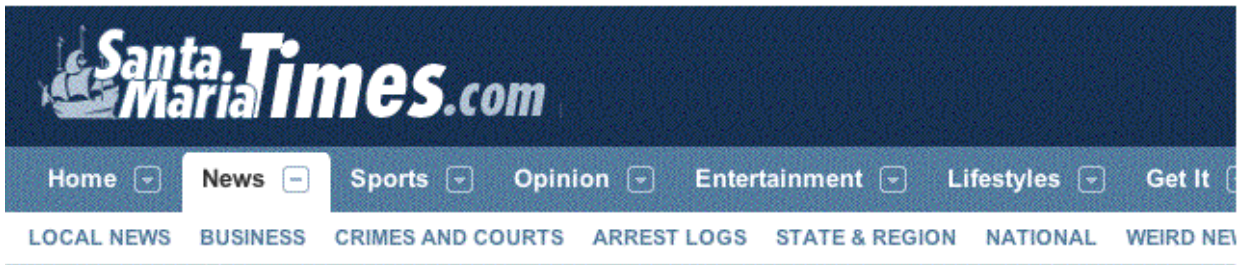 Santa
Maria Times.com
Home News Sports Opinion Entertainment Lifestyles Get It
LOCAL NEWS BUSINESS CRIMES AND COURTS ARREST LOGS STATE & REGION NATIONAL WEIRD